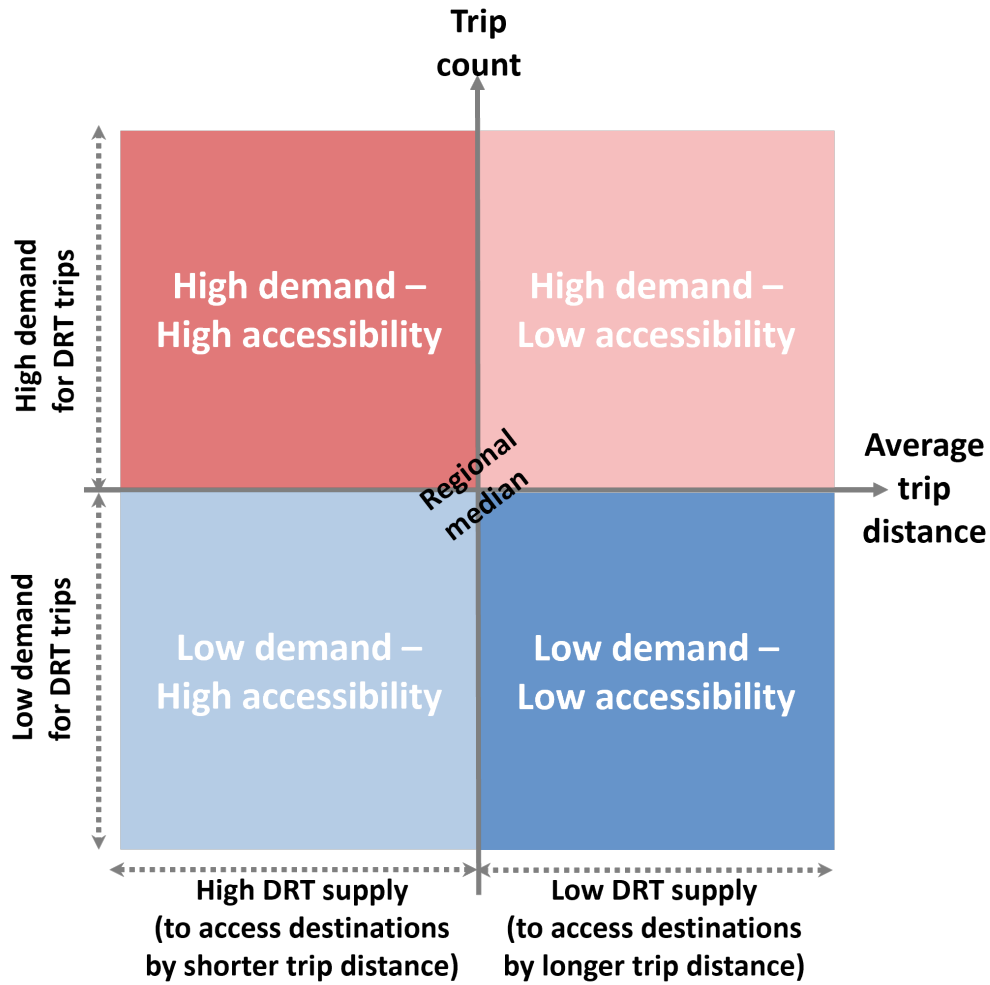 Trip
count
High demand
for DRT trips
High demand –
High accessibility
High demand –
Low accessibility
Regional
median
Average
trip
distance
Low demand
for DRT trips
Low demand –
High accessibility
Low demand –
Low accessibility
High DRT supply
(to access destinations
by shorter trip distance)
Low DRT supply
(to access destinations
by longer trip distance)